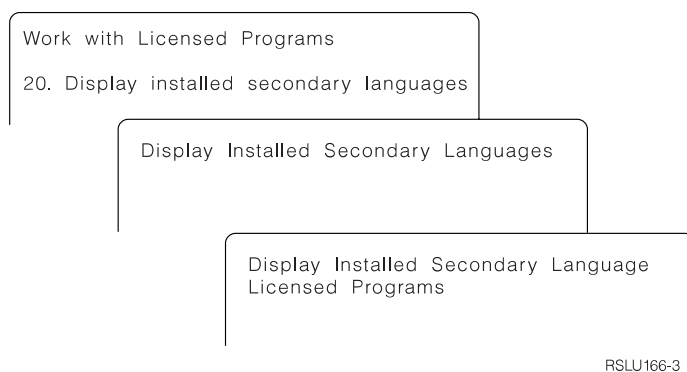 Work with Licensed Programs
20. Display installed secondary languages
Display Installed Secondary Languages
Display Installed Secondary Language
Licensed Programs
RSLU166-3